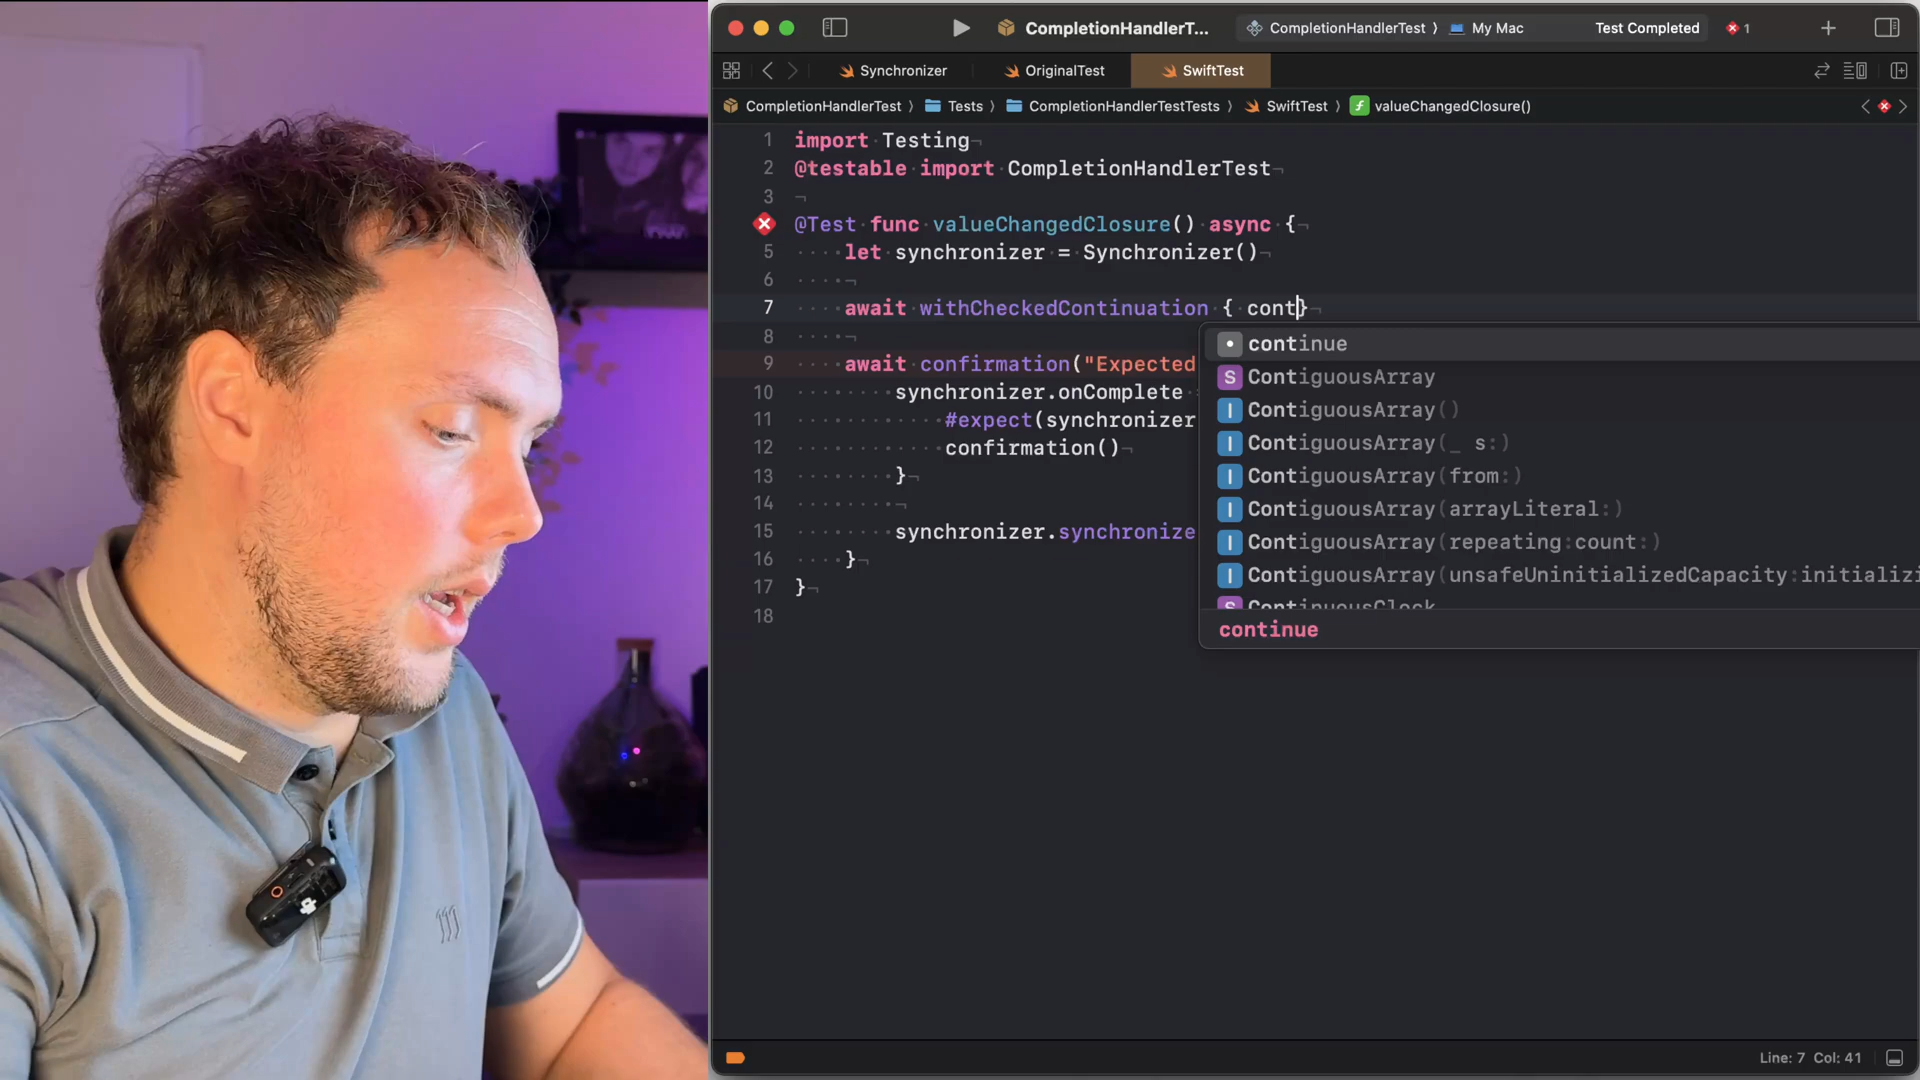 CompletionHandlerT...
CompletionHandlerTest 〉 My Mac
Test Completed
1
Synchronizer
OriginalTest
SwiftTest
CompletionHandlerTest 〉 Tests 〉 CompletionHandlerTestTests 〉 SwiftTest 〉 valueChangedClosure()
1 import Testing
2 @testable import CompletionHandlerTest
3
@Test func valueChangedClosure() async {
5 let synchronizer = Synchronizer()
6
7 await withCheckedContinuation { cont}
8
9 await confirmation("Expected
10 synchronizer.onComplete
11 #expect(synchronizer
12 confirmation()
13 }
14
15 synchronizer.synchronize
16 }
17 }
18
continue
S ContiguousArray
I ContiguousArray()
I ContiguousArray(_ s:)
I ContiguousArray(from:)
I ContiguousArray(arrayLiteral:)
I ContiguousArray(repeating:count:)
I ContiguousArray(unsafeUninitializedCapacity:initializi
S ContinuousClock
continue
Line: 7 Col: 41